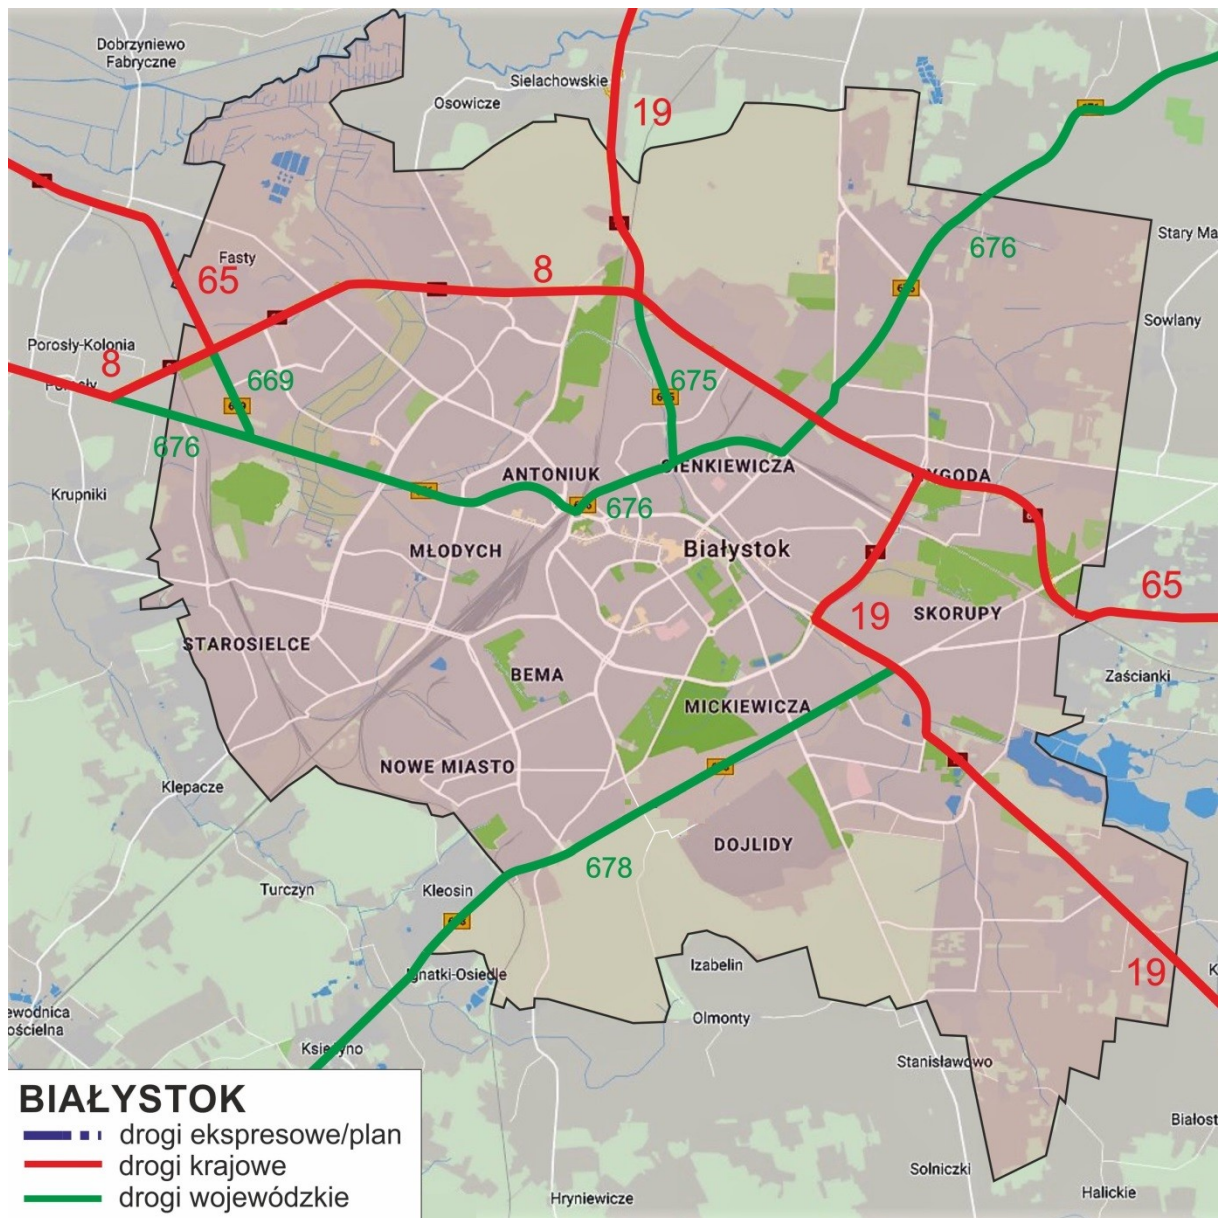 Dobrzyniewo
Fabryczne
Sielachowskie
Osowicze
19
676
Stary Ma
Fasty
65
8
Sowlany
Porosły-Kolonia
8
669
675
676
ANTONIUK
SIENKIEWICZA
WYGODA
Krupniki
676
MŁODYCH
Białystok
65
19
SKORUPY
STAROSIELCE
BEMA
Zaścianki
MICKIEWICZA
NOWE MIASTO
Klepacze
DOJLIDY
678
Turczyn
Kleosin
Izabelin
19
K
Ignatki-Osiedle
ewodnica
ościelna
Olmonty
Księżyno
Stanisławowo
BIAŁYSTOK
drogi ekspresowe/plan
drogi krajowe
drogi wojewódzkie
Białost
Solniczki
Halickie
Hryniewicze